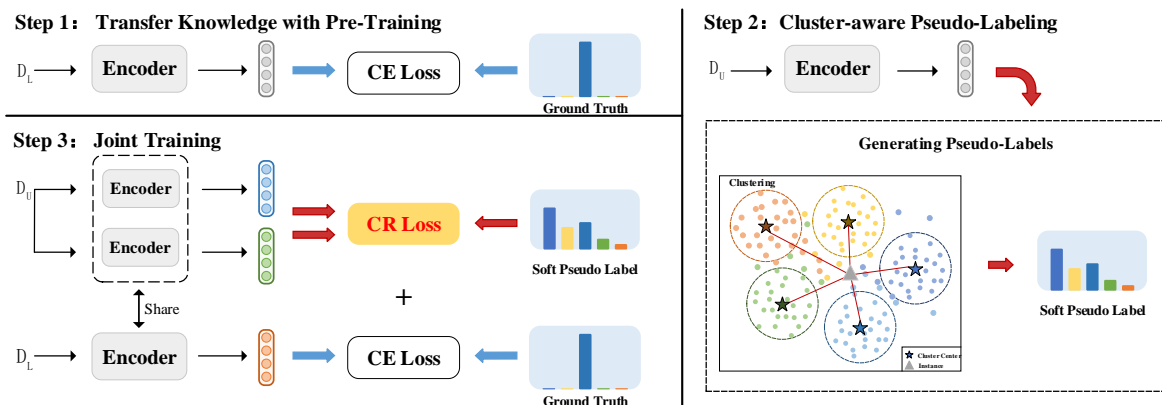 Step 1： Transfer Knowledge with Pre-Training
D_L
Encoder
CE Loss
Ground Truth
Step 2： Cluster-aware Pseudo-Labeling
D_U
Encoder
Generating Pseudo-Labels
Clustering
Cluster Center
Instance
Soft Pseudo Label
Step 3： Joint Training
D_U
Encoder
Encoder
CR Loss
Soft Pseudo Label
Share
+
D_L
Encoder
CE Loss
Ground Truth